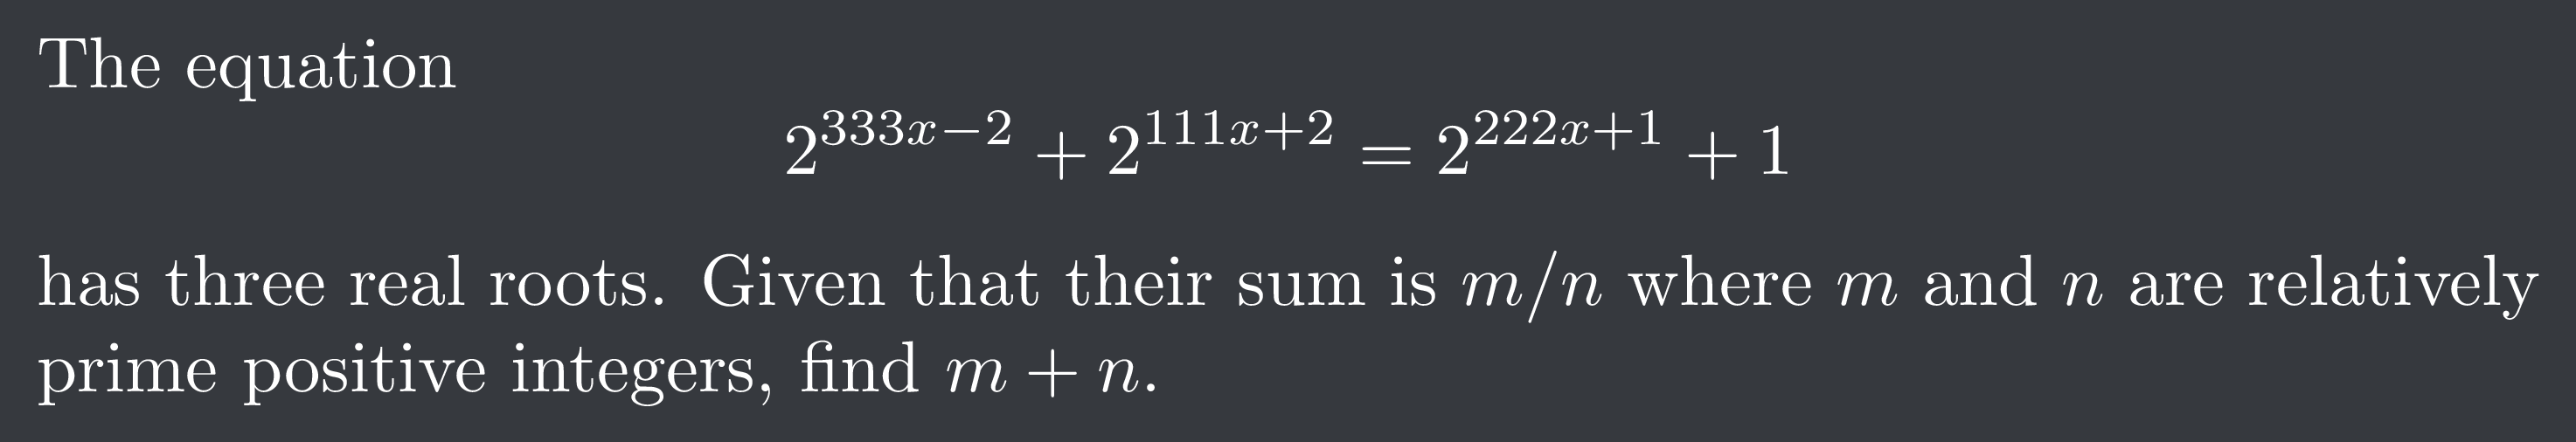 The equation
2^{333x−2} + 2^{111x+2} = 2^{222x+1} + 1
has three real roots. Given that their sum is m/n where m and n are relatively
prime positive integers, find m + n.